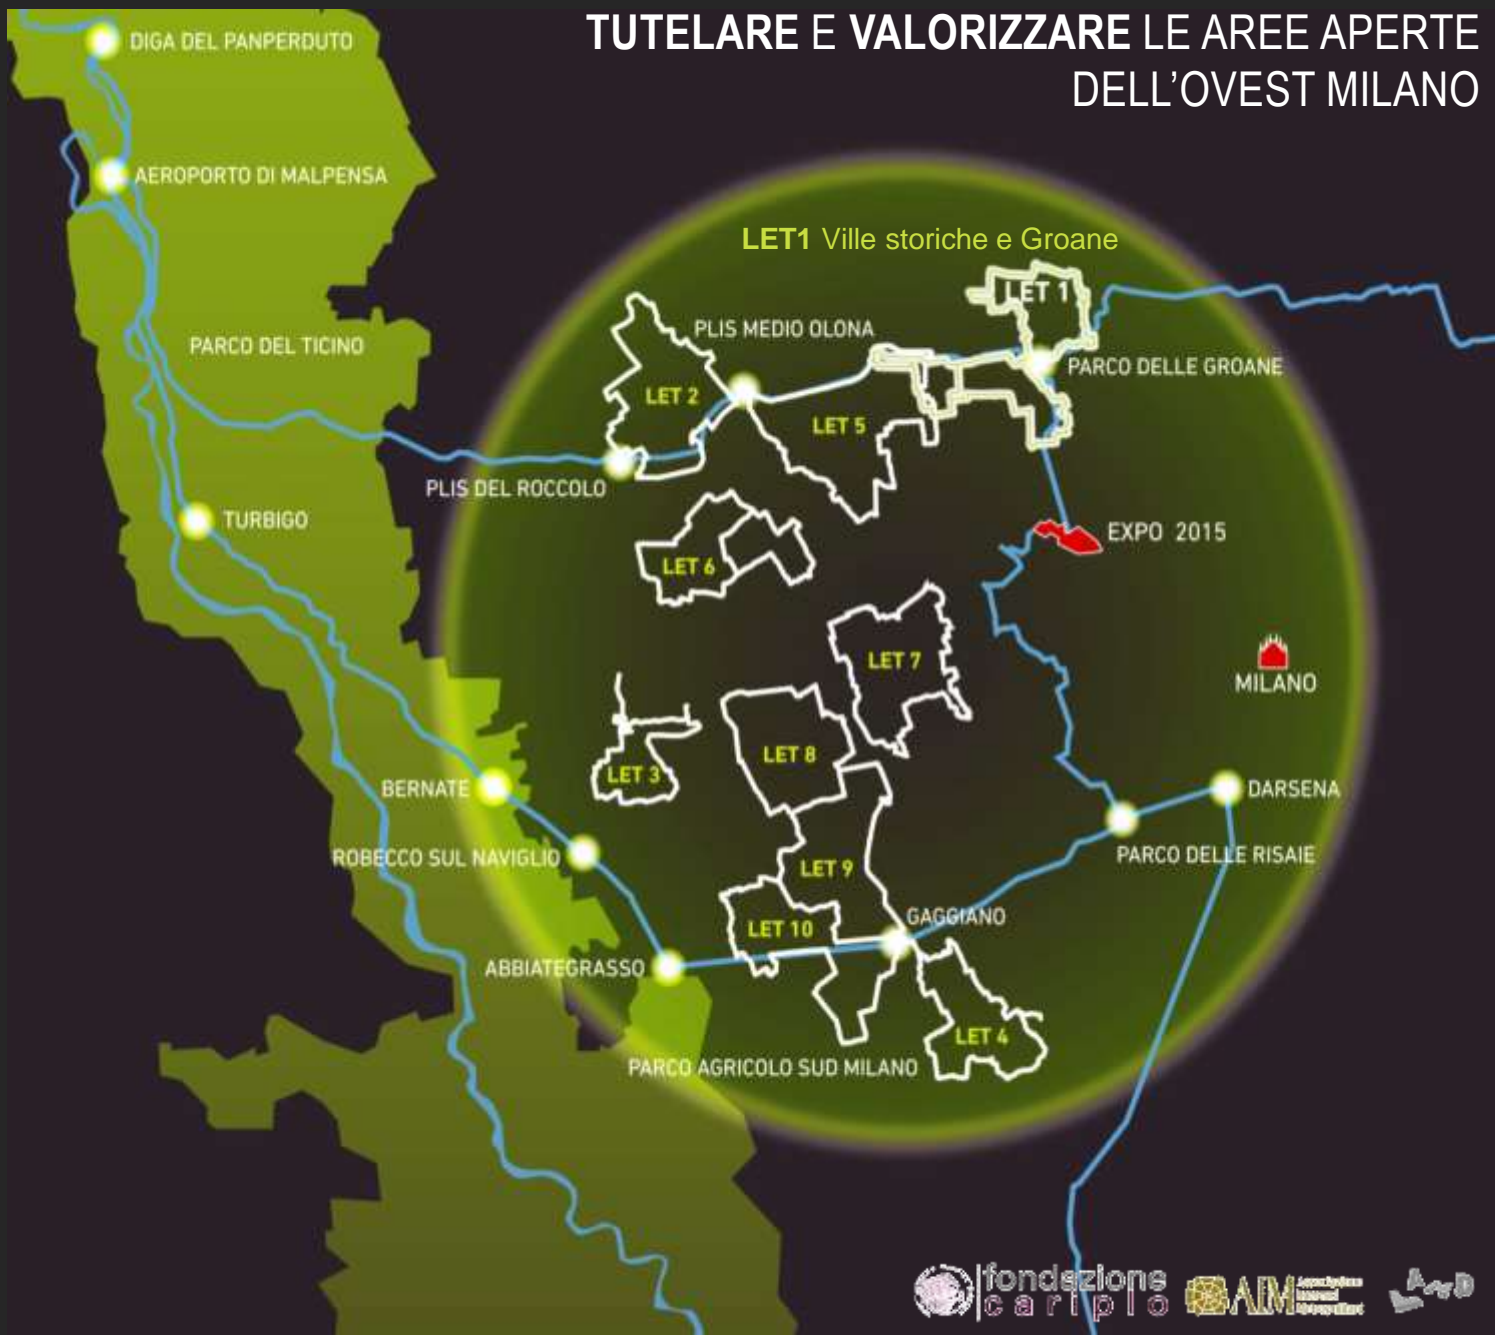 TUTELARE E VALORIZZARE LE AREE APERTE
DELL'OVEST MILANO
DIGA DEL PANPERDUTO
AEROPORTO DI MALPENSA
LET1 Ville storiche e Groane
LET 1
PLIS MEDIO OLONA
PARCO DEL TICINO
PARCO DELLE GROANE
LET 2
LET 5
PLIS DEL ROCCOLO
TURBIGO
EXPO 2015
LET 6
LET 7
MILANO
LET 8
LET 3
BERNATE
DARSENA
ROBECCO SUL NAVIGLIO
PARCO DELLE RISAIE
LET 9
GAGGIANO
LET 10
ABBIATEGRASSO
LET 4
PARCO AGRICOLO SUD MILANO
fondazione
cariplo
AIM
LAND